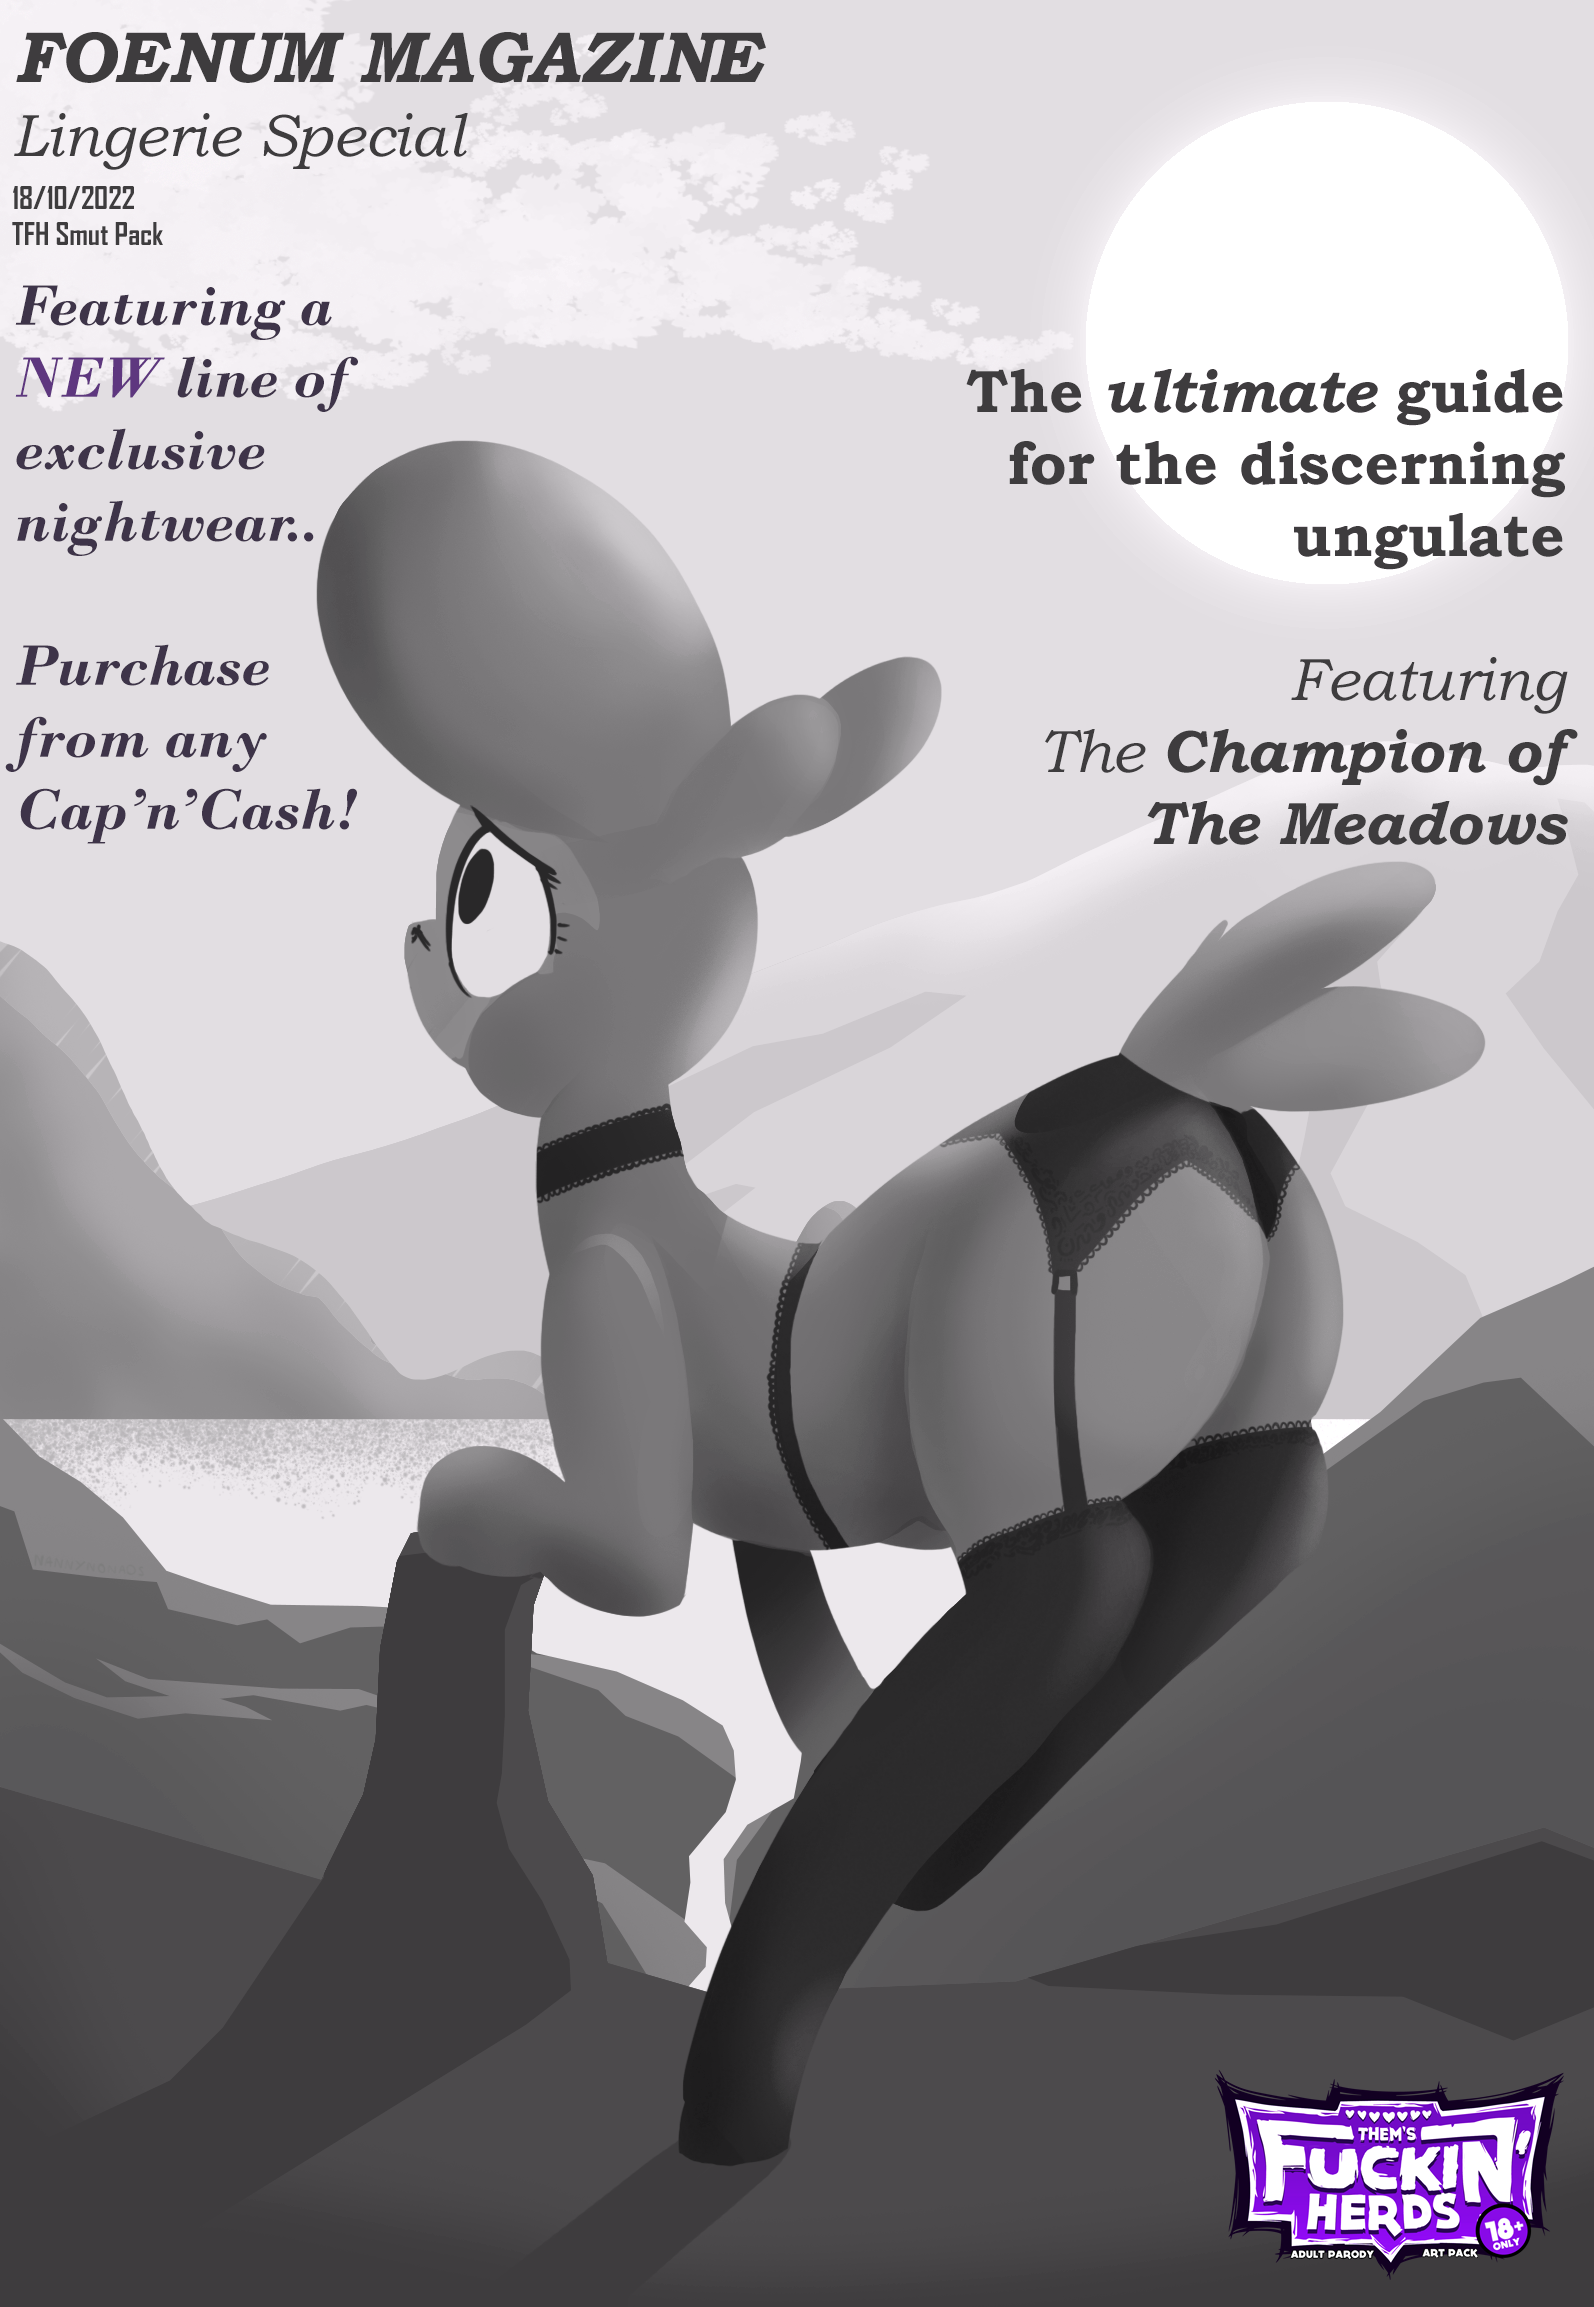 FOENUM MAGAZINE
Lingerie Special
18/10/2022
TFH Smut Pack
Featuring a
NEW line of
exclusive
nightwear..
Purchase
from any
Cap'n'Cash!
The ultimate guide
for the discerning
ungulate
Featuring
The Champion of
The Meadows
THEM'S
FUCKIN'
HERDS
18+
ONLY
ADULT PARODY ART PACK